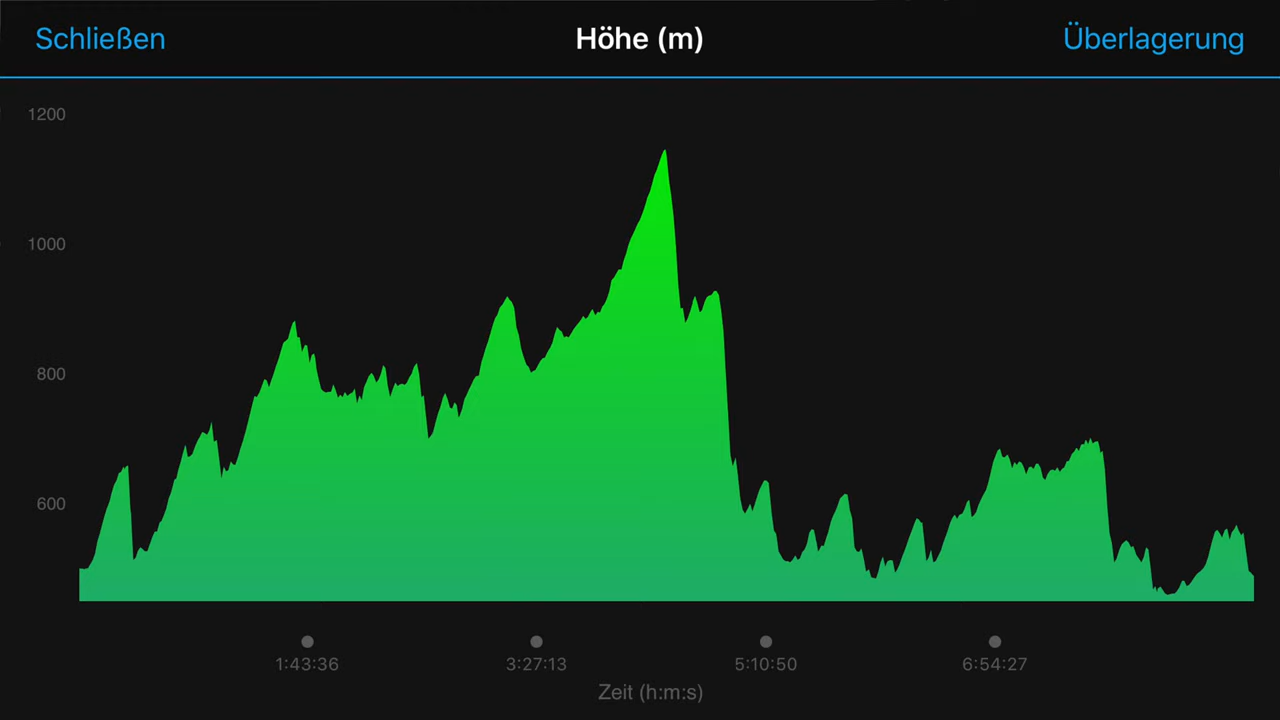 Schließen Höhe (m) Überlagerung
1200
1000
800
600
1:43:36 3:27:13 5:10:50 6:54:27
Zeit (h:m:s)